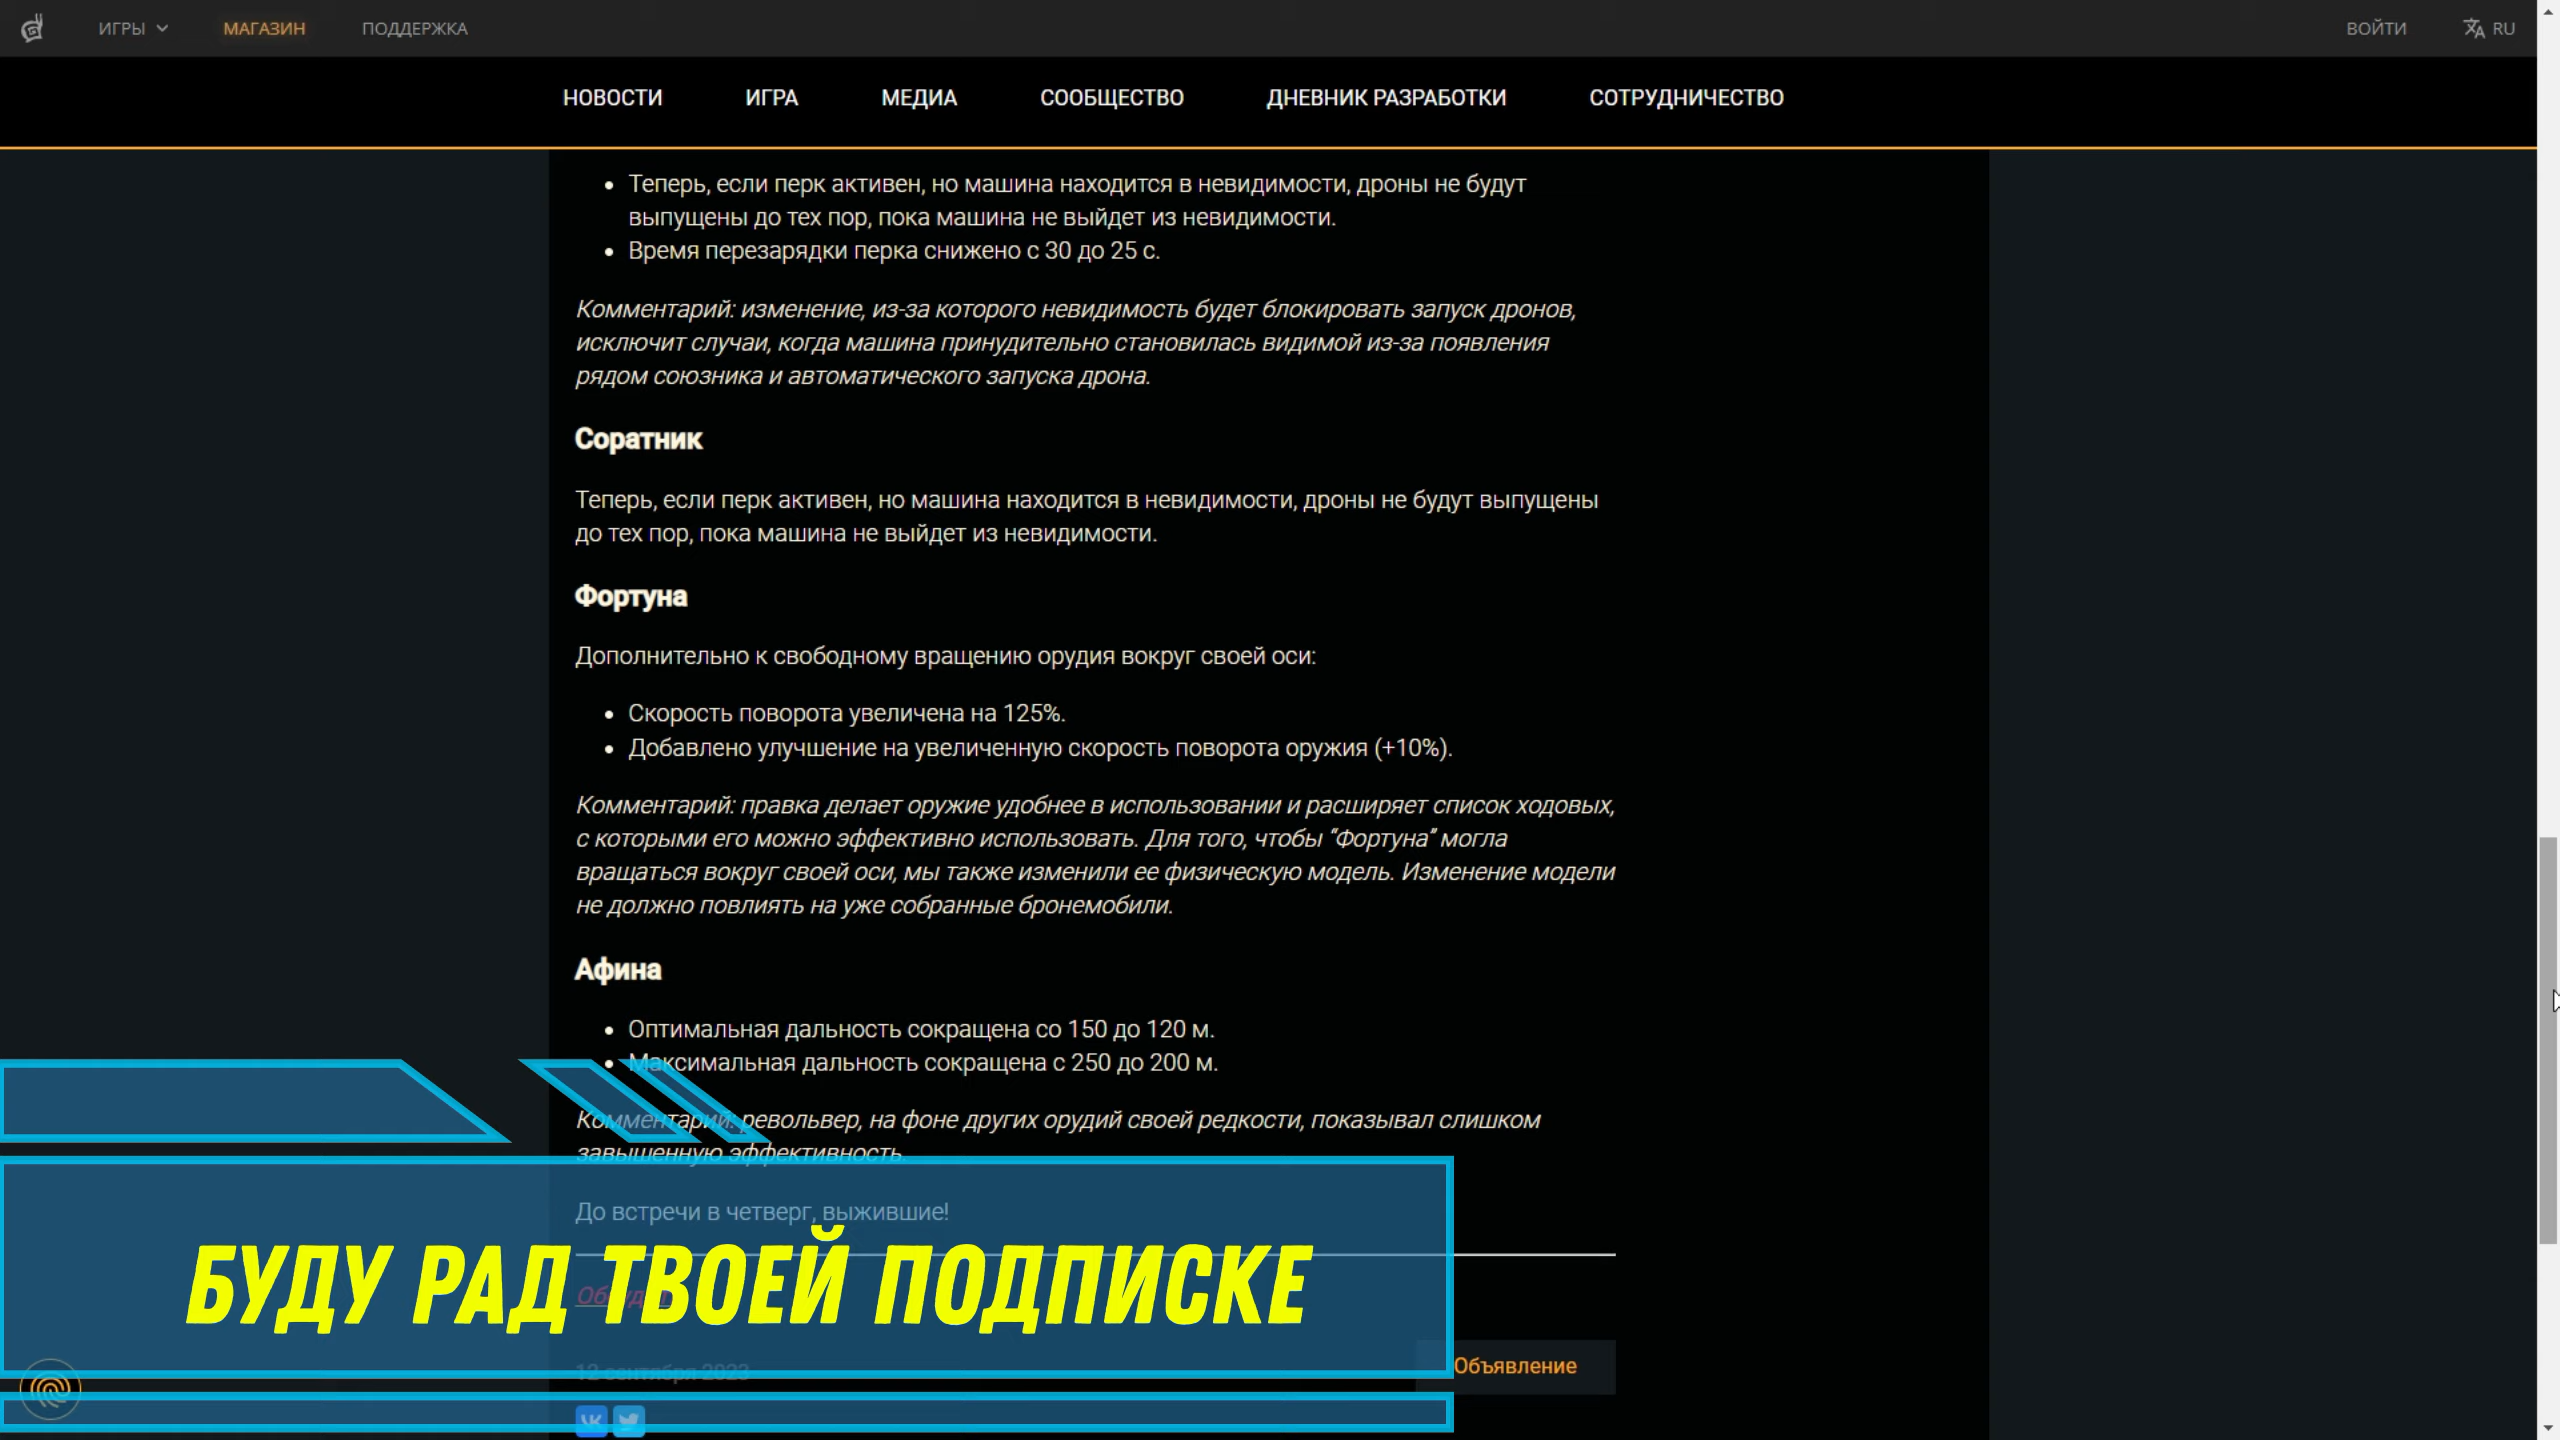 ИГРЫ МАГАЗИН ПОДДЕРЖКА ВОЙТИ RU
НОВОСТИ ИГРА МЕДИА СООБЩЕСТВО ДНЕВНИК РАЗРАБОТКИ СОТРУДНИЧЕСТВО
• Теперь, если перк активен, но машина находится в невидимости, дроны не будут
выпущены до тех пор, пока машина не выйдет из невидимости.
• Время перезарядки перка снижено с 30 до 25 с.
Комментарий: изменение, из-за которого невидимость будет блокировать запуск дронов,
исключит случаи, когда машина принудительно становилась видимой из-за появления
рядом союзника и автоматического запуска дрона.
Соратник
Теперь, если перк активен, но машина находится в невидимости, дроны не будут выпущены
до тех пор, пока машина не выйдет из невидимости.
Фортуна
Дополнительно к свободному вращению орудия вокруг своей оси:
• Скорость поворота увеличена на 125%.
• Добавлено улучшение на увеличенную скорость поворота оружия (+10%).
Комментарий: правка делает оружие удобнее в использовании и расширяет список ходовых,
с которыми его можно эффективно использовать. Для того, чтобы “Фортуна” могла
вращаться вокруг своей оси, мы также изменили ее физическую модель. Изменение модели
не должно повлиять на уже собранные бронемобили.
Афина
• Оптимальная дальность сокращена со 150 до 120 м.
• Максимальная дальность сокращена с 250 до 200 м.
Комментарий: револьвер, на фоне других орудий своей редкости, показывал слишком
завышенную эффективность.
До встречи в четверг, выжившие!
БУДУ РАД ТВОЕЙ ПОДПИСКЕ
12 сентября 2023
Объявление